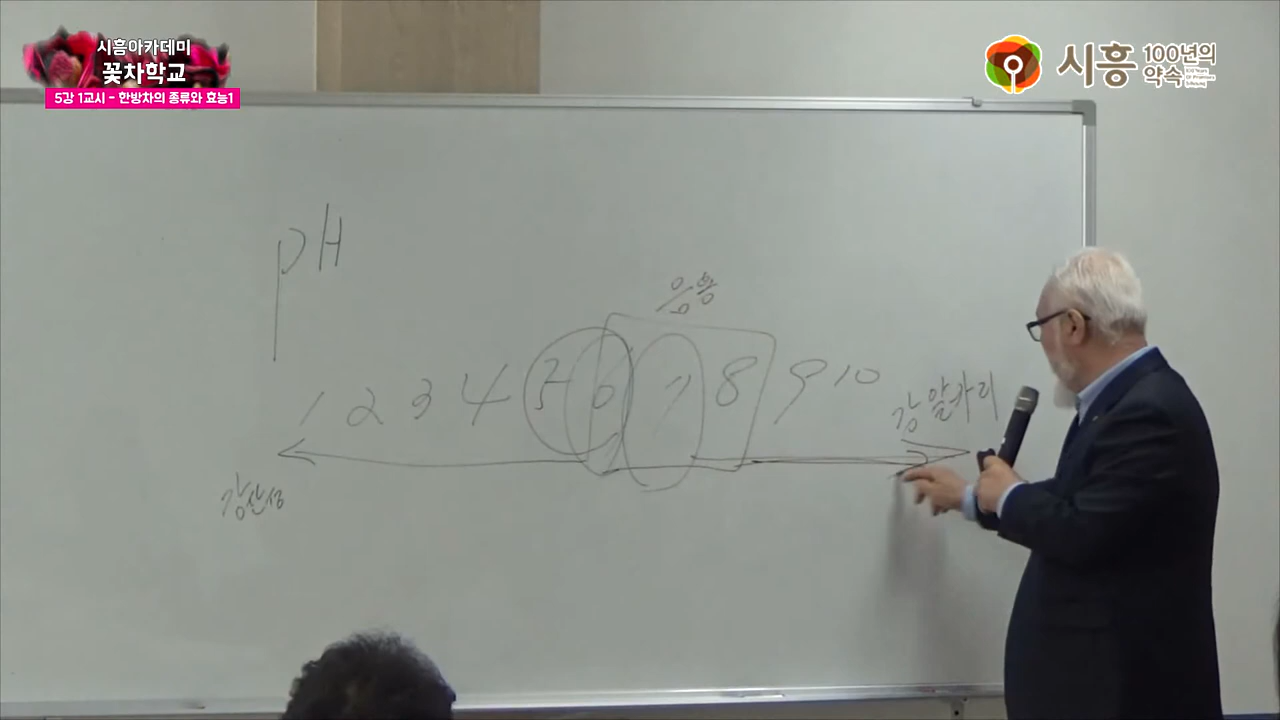 시흥아카데미
꽃차학교
5강 1교시 - 한방차의 종류와 효능1
시흥 100년의 약속
pH
음용
1 2 3 4 5 6 7 8 9 10
강알카리
강산성